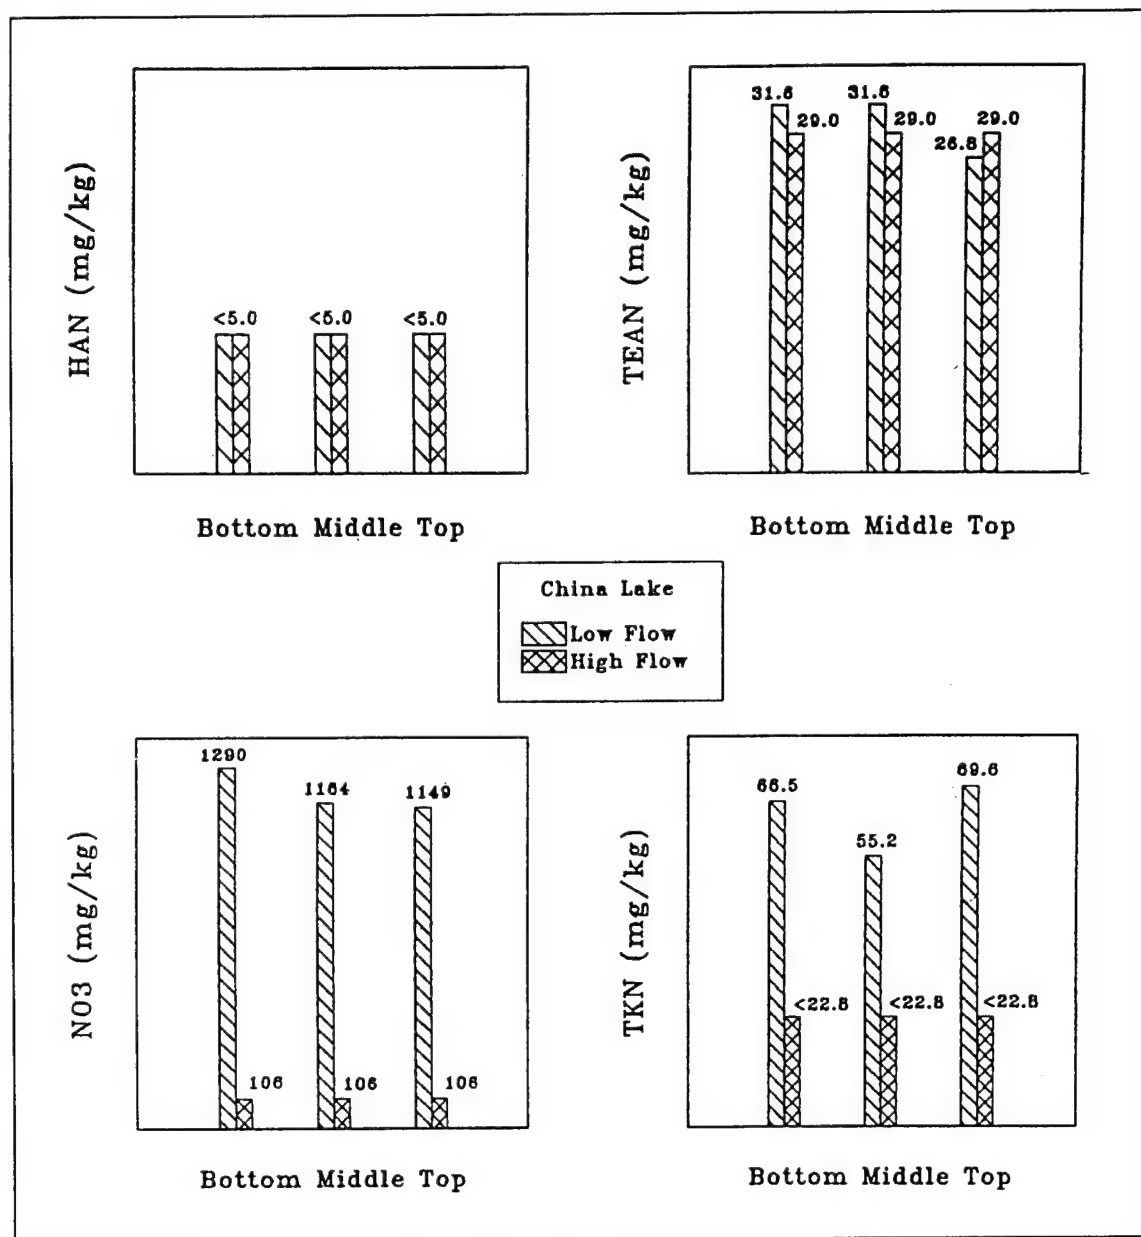 HAN (mg/kg)
<5.0
<5.0
<5.0
Bottom Middle Top
TEAN (mg/kg)
31.6
29.0
31.6
29.0
26.8
29.0
Bottom Middle Top
China Lake
Low Flow
High Flow
NO3 (mg/kg)
1290
106
1164
106
1149
106
Bottom Middle Top
TKN (mg/kg)
66.5
<22.8
55.2
<22.8
69.6
<22.8
Bottom Middle Top